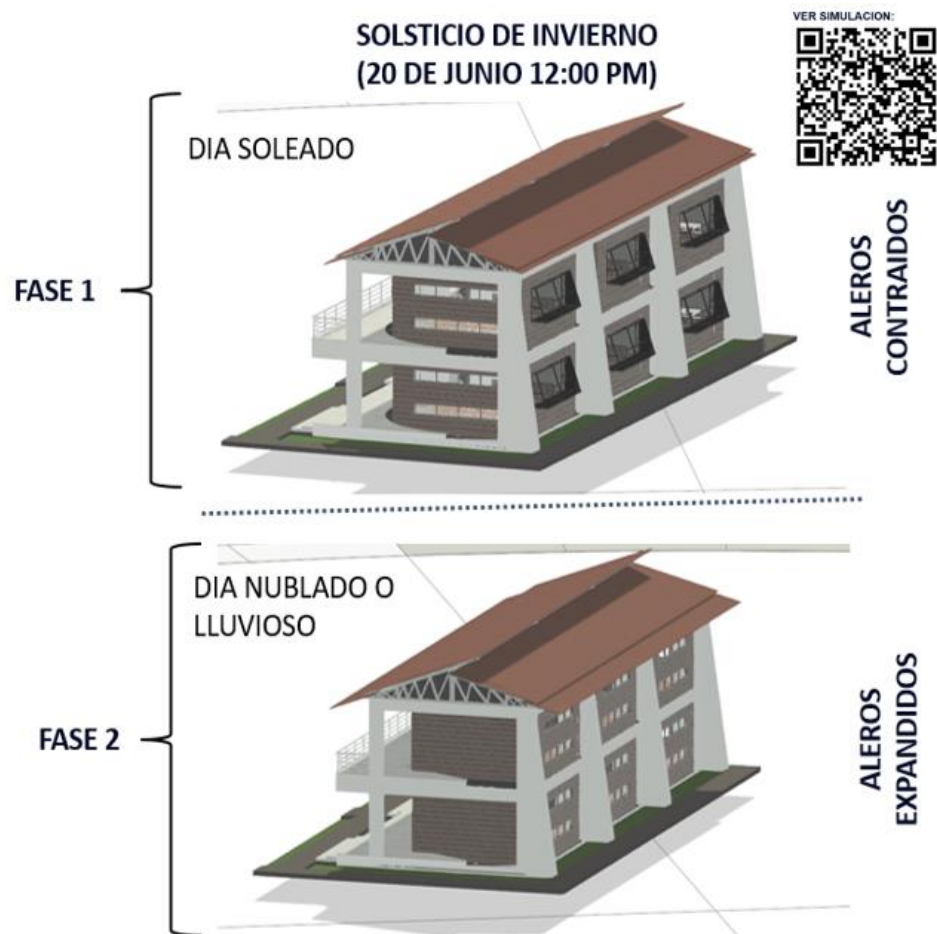 VER SIMULACION:
SOLSTICIO DE INVIERNO
(20 DE JUNIO 12:00 PM)
DIA SOLEADO
FASE 1
ALEROS
CONTRAIDOS
DIA NUBLADO O
LLUVIOSO
FASE 2
ALEROS
EXPANDIDOS